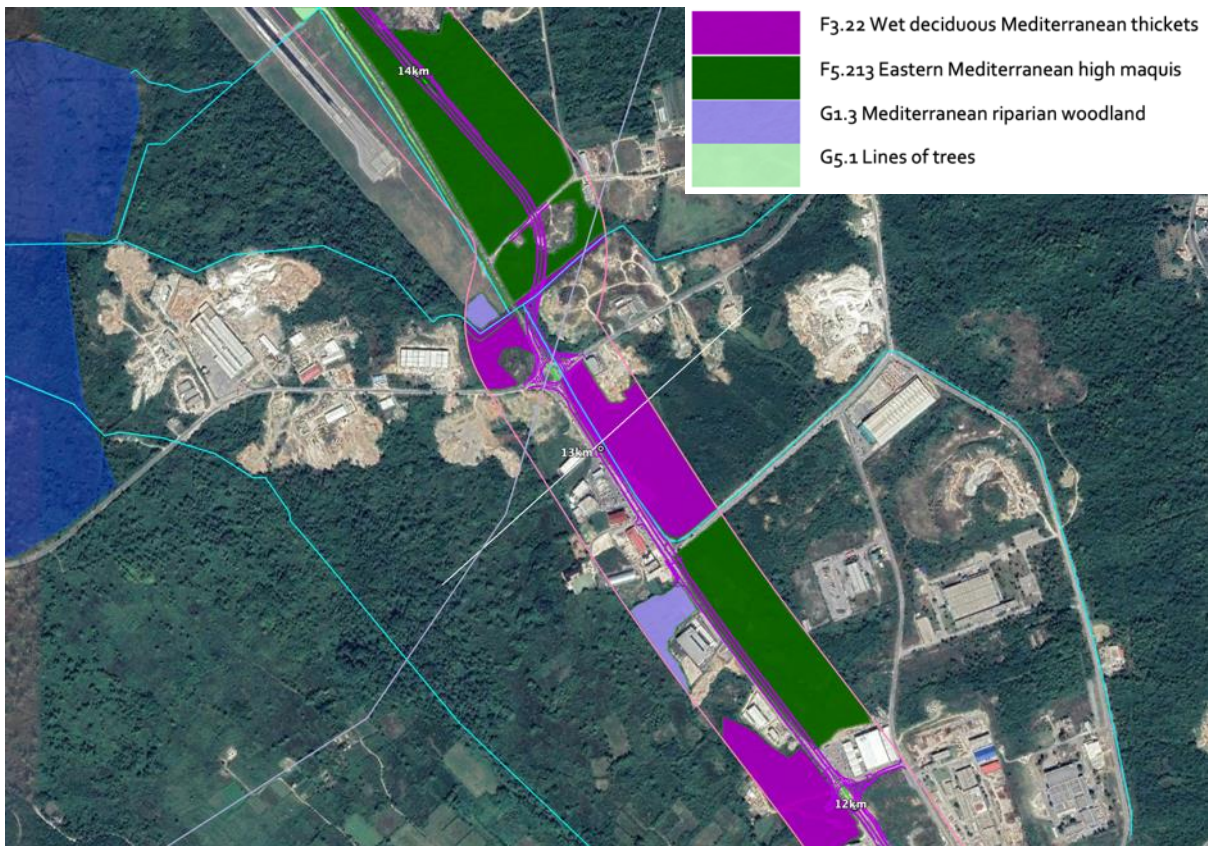 F3.22 Wet deciduous Mediterranean thickets
F5.213 Eastern Mediterranean high maquis
G1.3 Mediterranean riparian woodland
G5.1 Lines of trees
14km
13km
12km